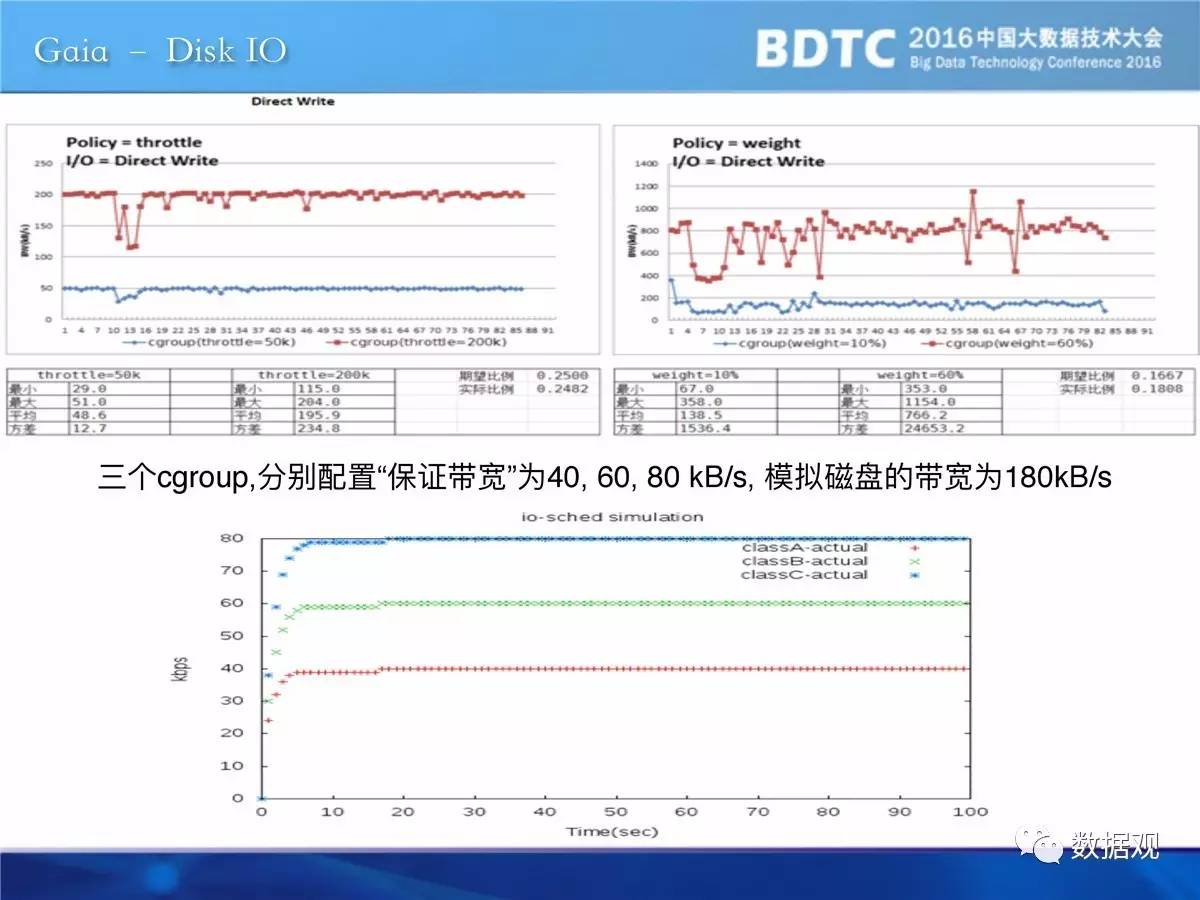 Gaia – Disk IO
BDTC 2016中国大数据技术大会
Big Data Technology Conference 2016
Direct Write
Policy = throttle
I/O = Direct Write
250
200
150
100
50
0
BW(kB/s)
1 4 7 10 13 16 19 22 25 28 31 34 37 40 43 46 49 52 55 58 61 64 67 70 73 76 79 82 85 88 91
cgroup(throttle=50k) cgroup(throttle=200k)
Policy = weight
I/O = Direct Write
1400
1200
1000
800
600
400
200
0
BW(kB/s)
1 4 7 10 13 16 19 22 25 28 31 34 37 40 43 46 49 52 55 58 61 64 67 70 73 76 79 82 85 88 91
cgroup(weight=10%) cgroup(weight=60%)
throttle=50k throttle=200k 期望比例 0.2500
最小 29.0 最小 115.0 实际比例 0.2482
最大 51.0 最大 204.0
平均 48.6 平均 195.9
方差 12.7 方差 234.8
weight=10% weight=60% 期望比例 0.1667
最小 67.0 最小 353.0 实际比例 0.1808
最大 358.0 最大 1154.0
平均 138.5 平均 766.2
方差 1536.4 方差 24653.2
三个cgroup,分别配置“保证带宽”为40, 60, 80 kB/s, 模拟磁盘的带宽为180kB/s
io-sched simulation
classA-actual
classB-actual
classC-actual
80
70
60
50
40
30
20
10
0
kbps
0 10 20 30 40 50 60 70 80 90 100
Time(sec)
数据观